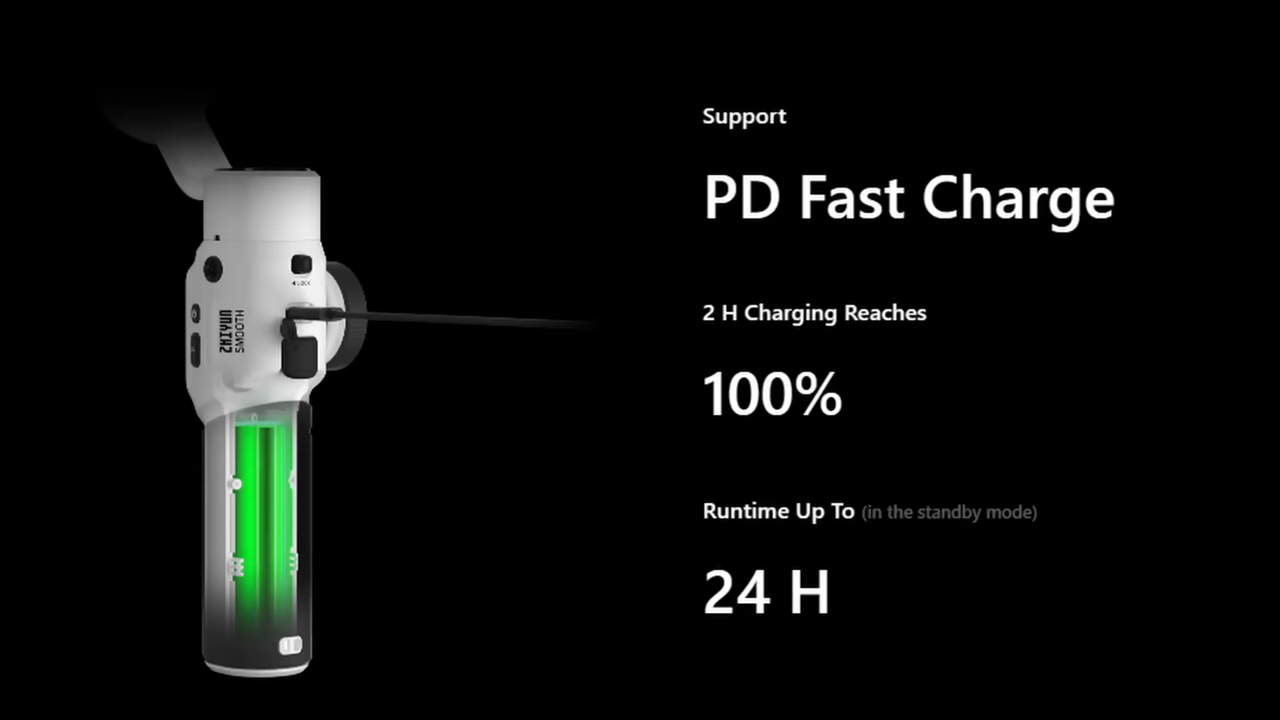 Support
PD Fast Charge
2 H Charging Reaches
100%
Runtime Up To (in the standby mode)
24 H
◄ LOCK
ZHIYUN
SMOOTH